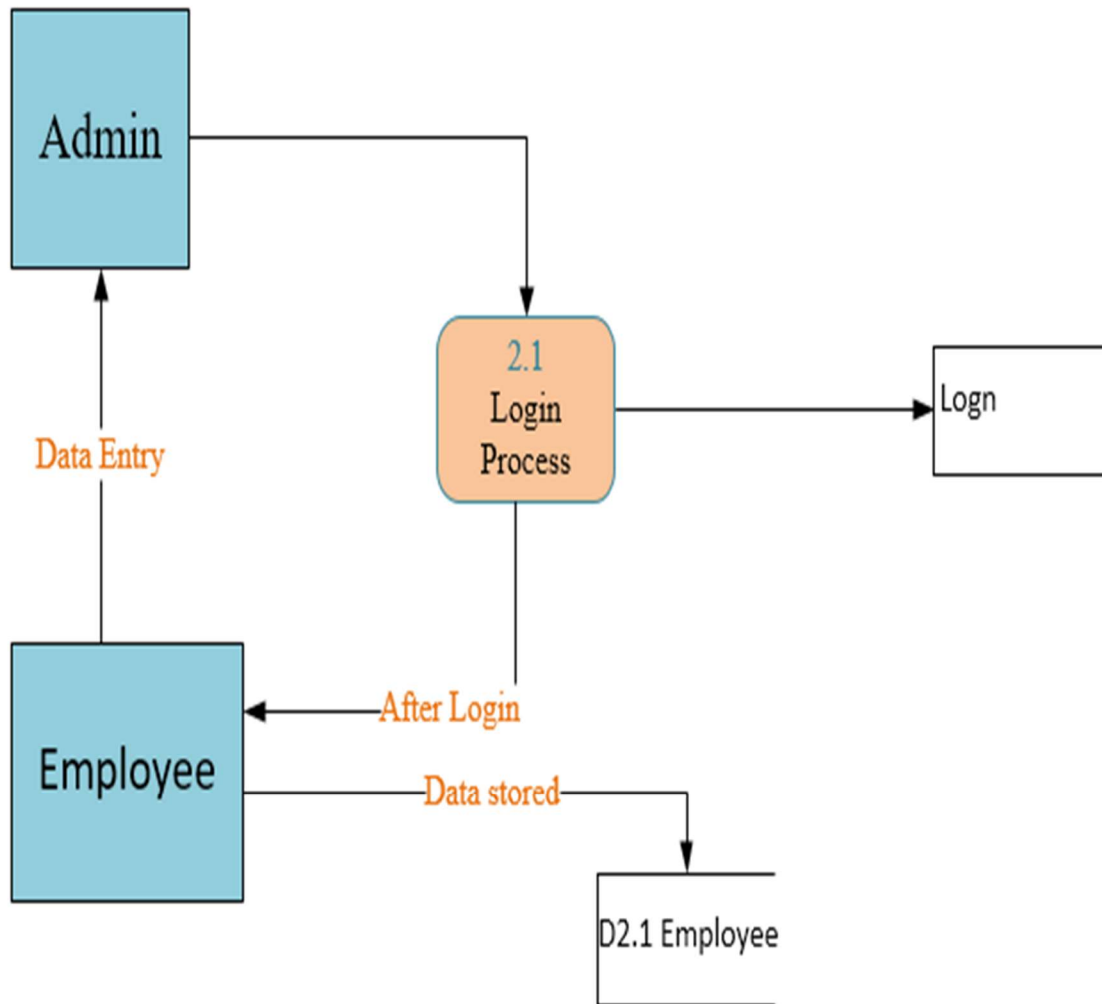 Admin
2.1
Login
Process
Logn
Data Entry
After Login
Employee
Data stored
D2.1 Employee